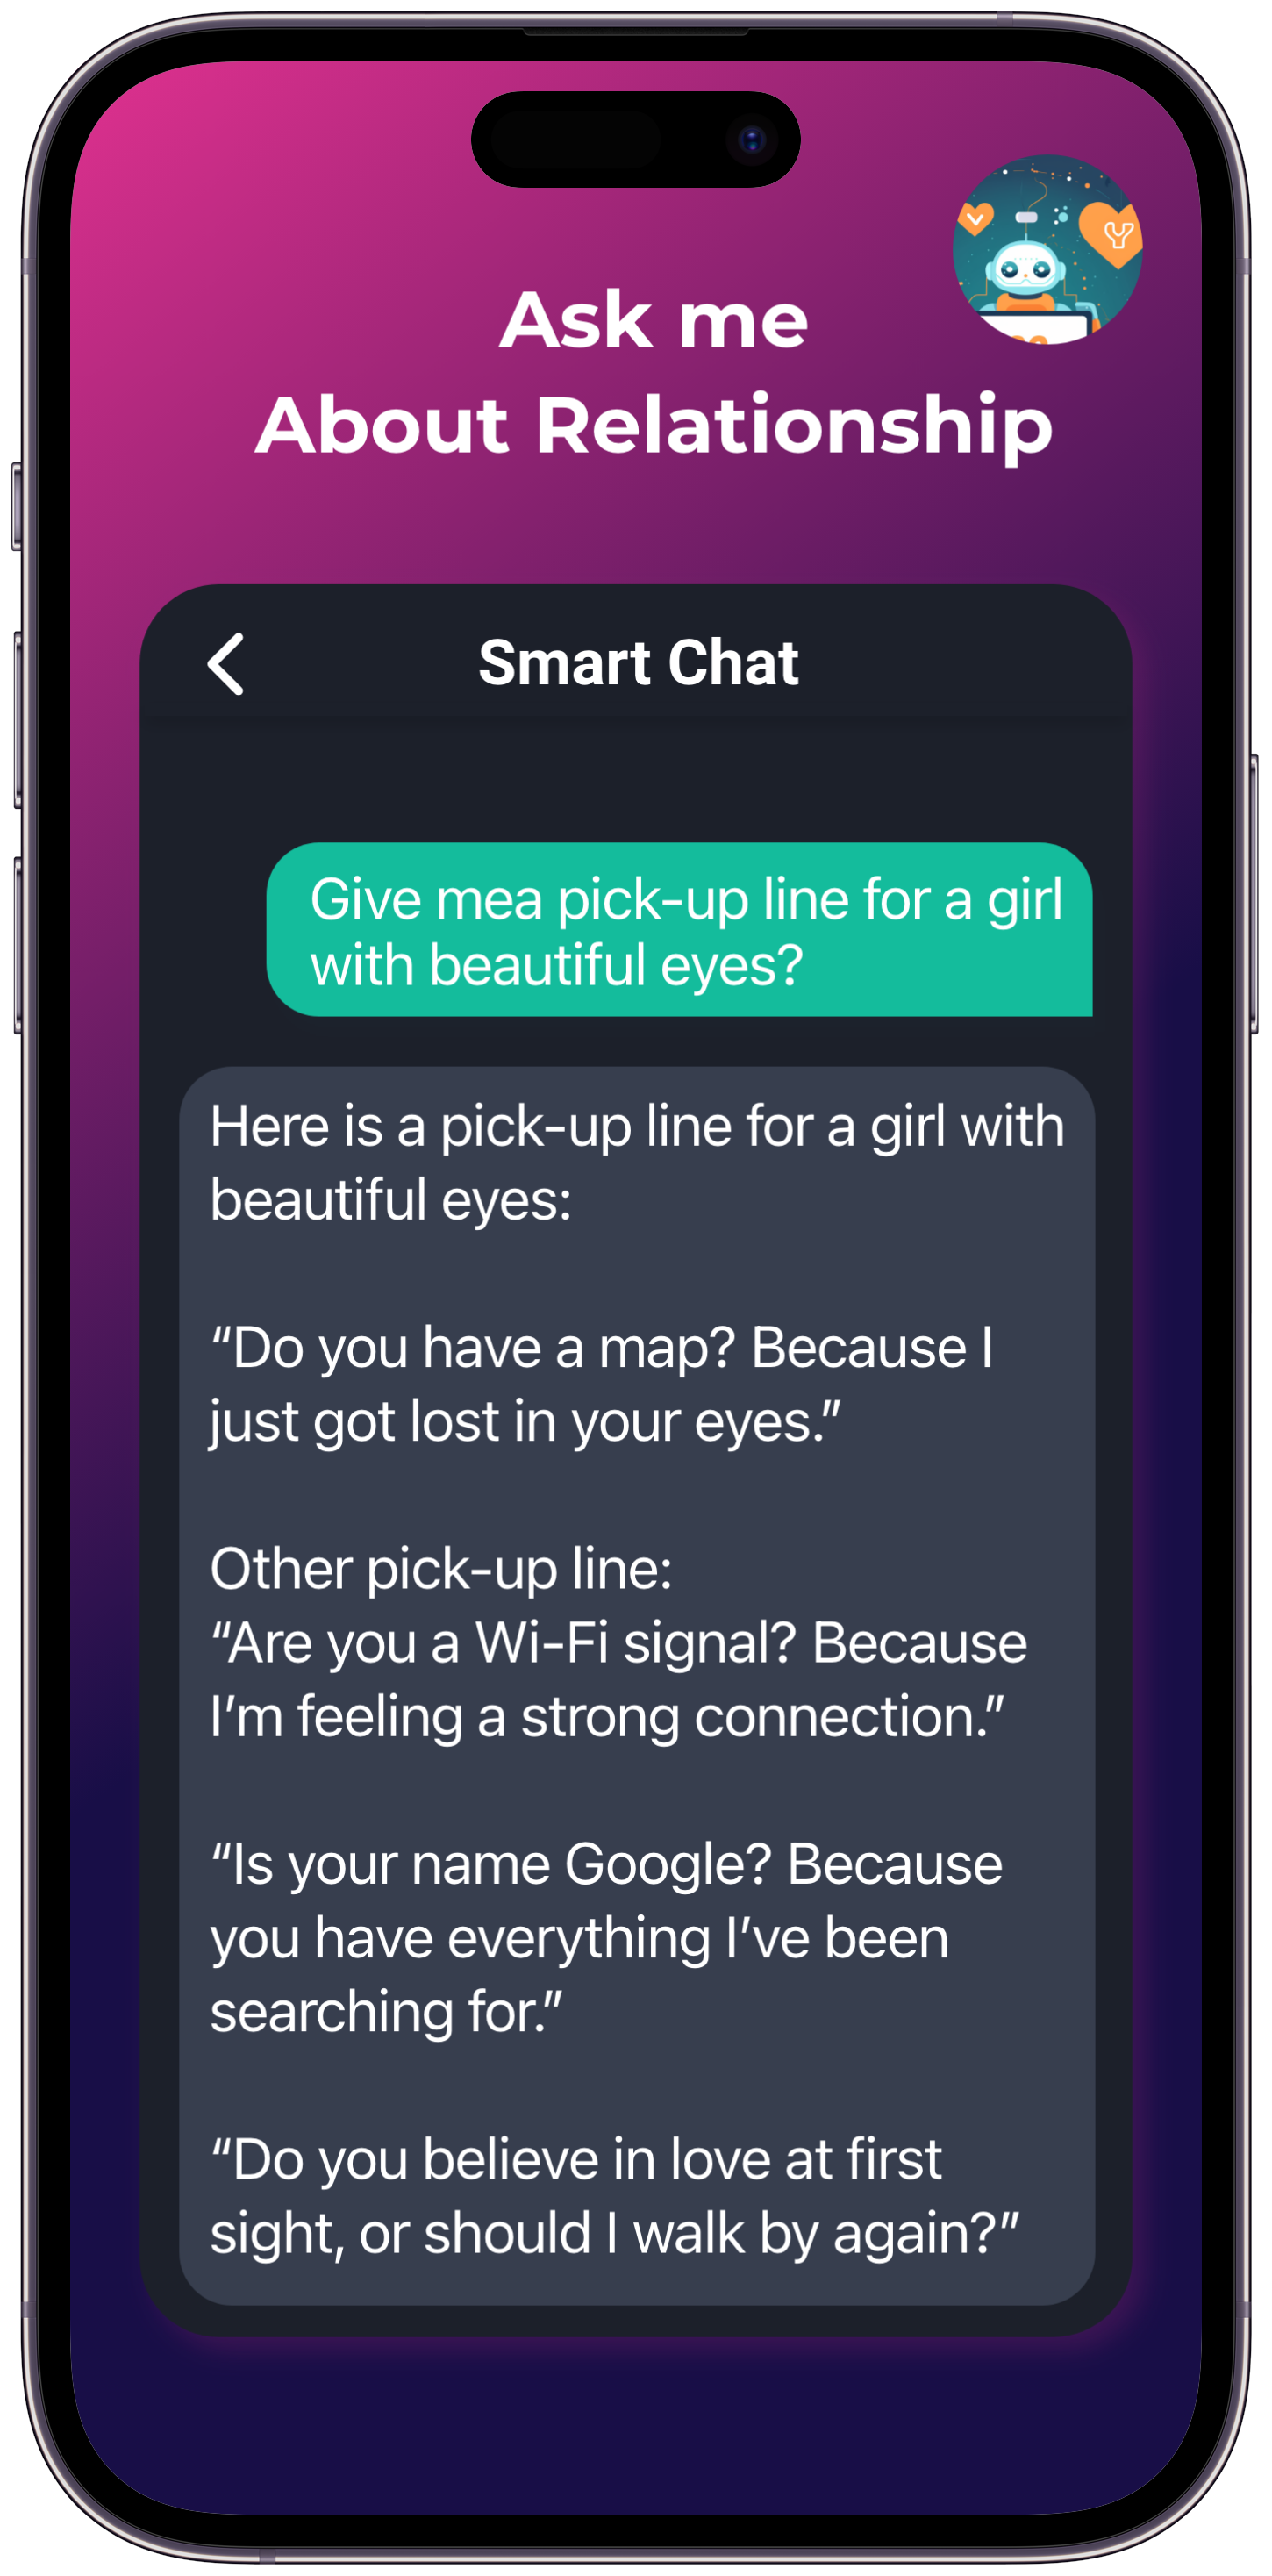 Ask me
About Relationship
Smart Chat
Give mea pick-up line for a girl
with beautiful eyes?
Here is a pick-up line for a girl with
beautiful eyes:
“Do you have a map? Because I
just got lost in your eyes.”
Other pick-up line:
“Are you a Wi-Fi signal? Because
I’m feeling a strong connection.”
“Is your name Google? Because
you have everything I’ve been
searching for.”
“Do you believe in love at first
sight, or should I walk by again?”